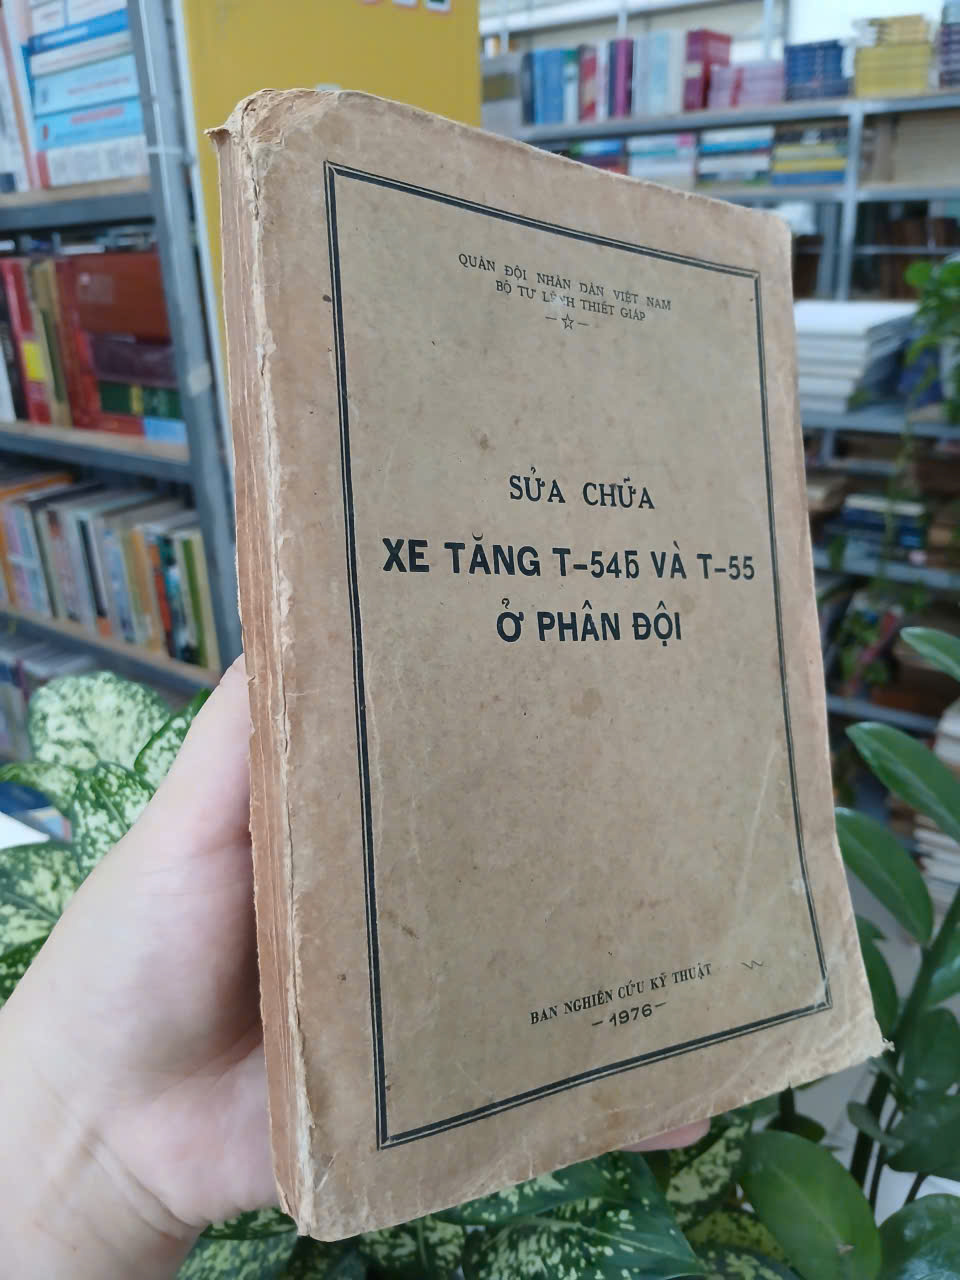 QUÂN ĐỘI NHÂN DÂN VIỆT NAM
BỘ TƯ LỆNH THIẾT GIÁP
SỬA CHỮA
XE TĂNG T-54Б VÀ T-55
Ở PHÂN ĐỘI
BAN NGHIÊN CỨU KỸ THUẬT
-1976-